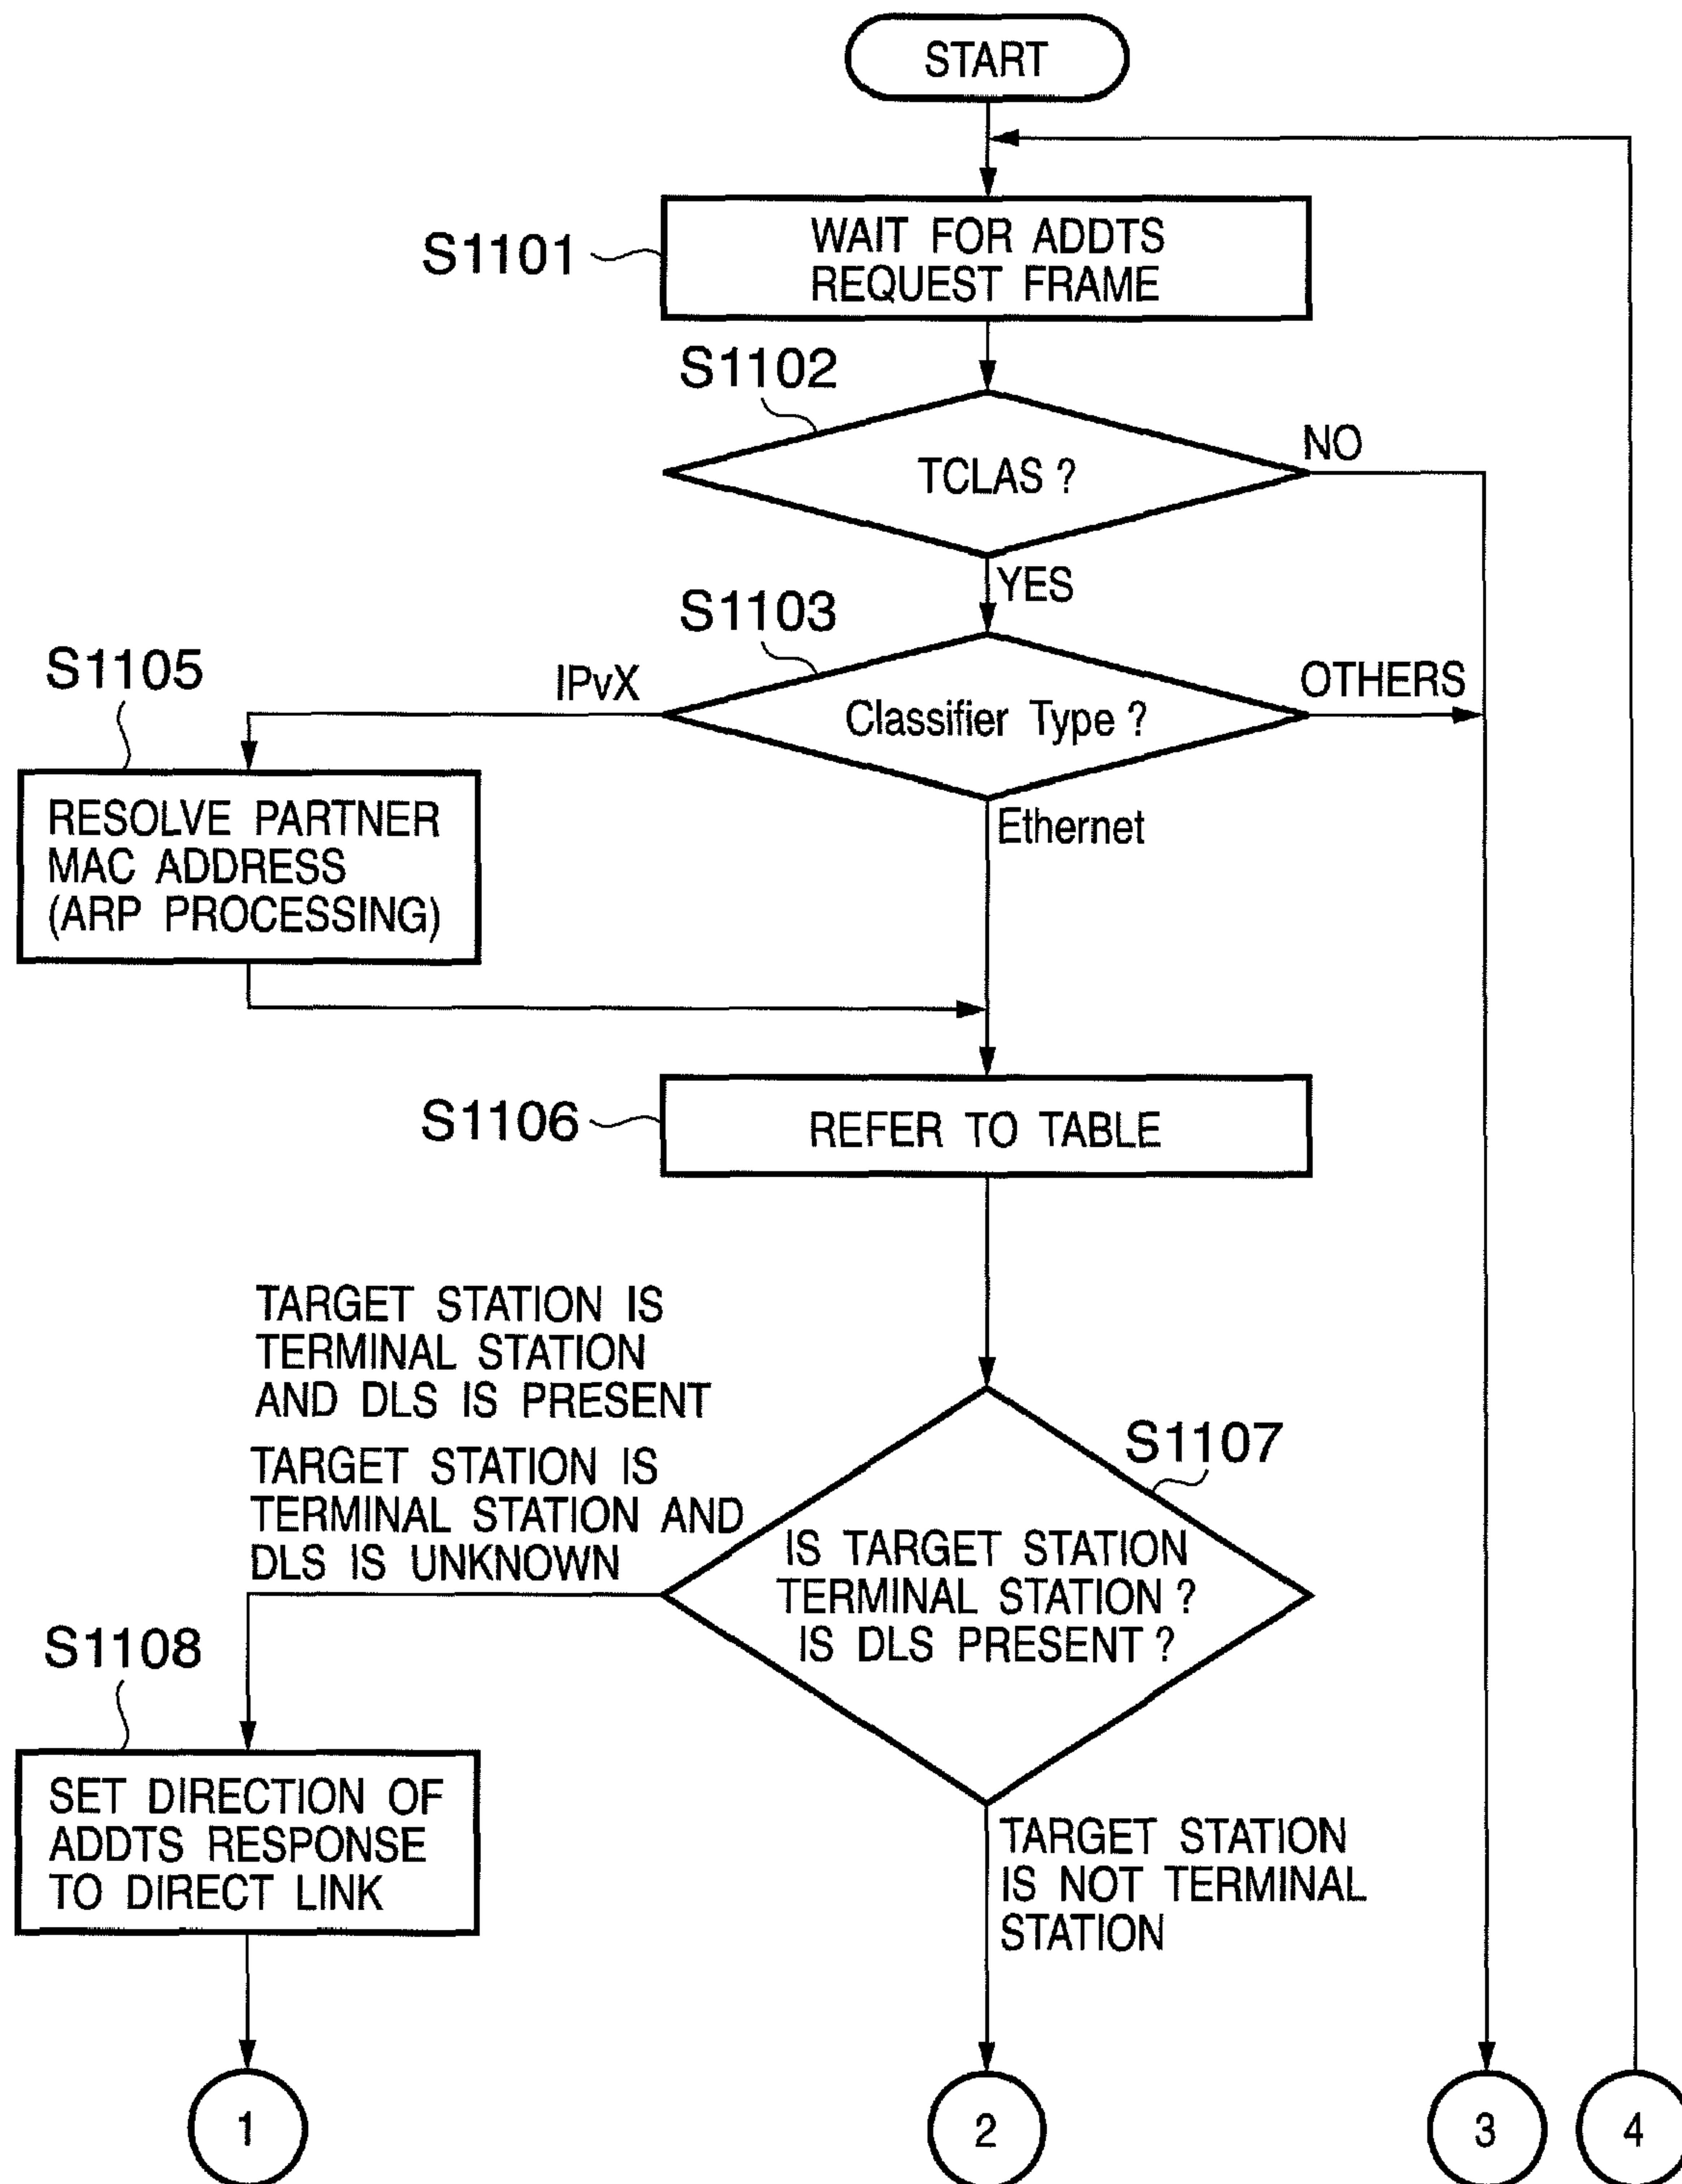 START
S1101
WAIT FOR ADDTS
REQUEST FRAME
S1102
TCLAS ?
NO
YES
S1103
Classifier Type ?
IPvX
OTHERS
Ethernet
S1105
RESOLVE PARTNER
MAC ADDRESS
(ARP PROCESSING)
S1106
REFER TO TABLE
TARGET STATION IS
TERMINAL STATION
AND DLS IS PRESENT
TARGET STATION IS
TERMINAL STATION AND
DLS IS UNKNOWN
S1107
IS TARGET STATION
TERMINAL STATION ?
IS DLS PRESENT ?
S1108
SET DIRECTION OF
ADDTS RESPONSE
TO DIRECT LINK
TARGET STATION
IS NOT TERMINAL
STATION
1
2
3
4